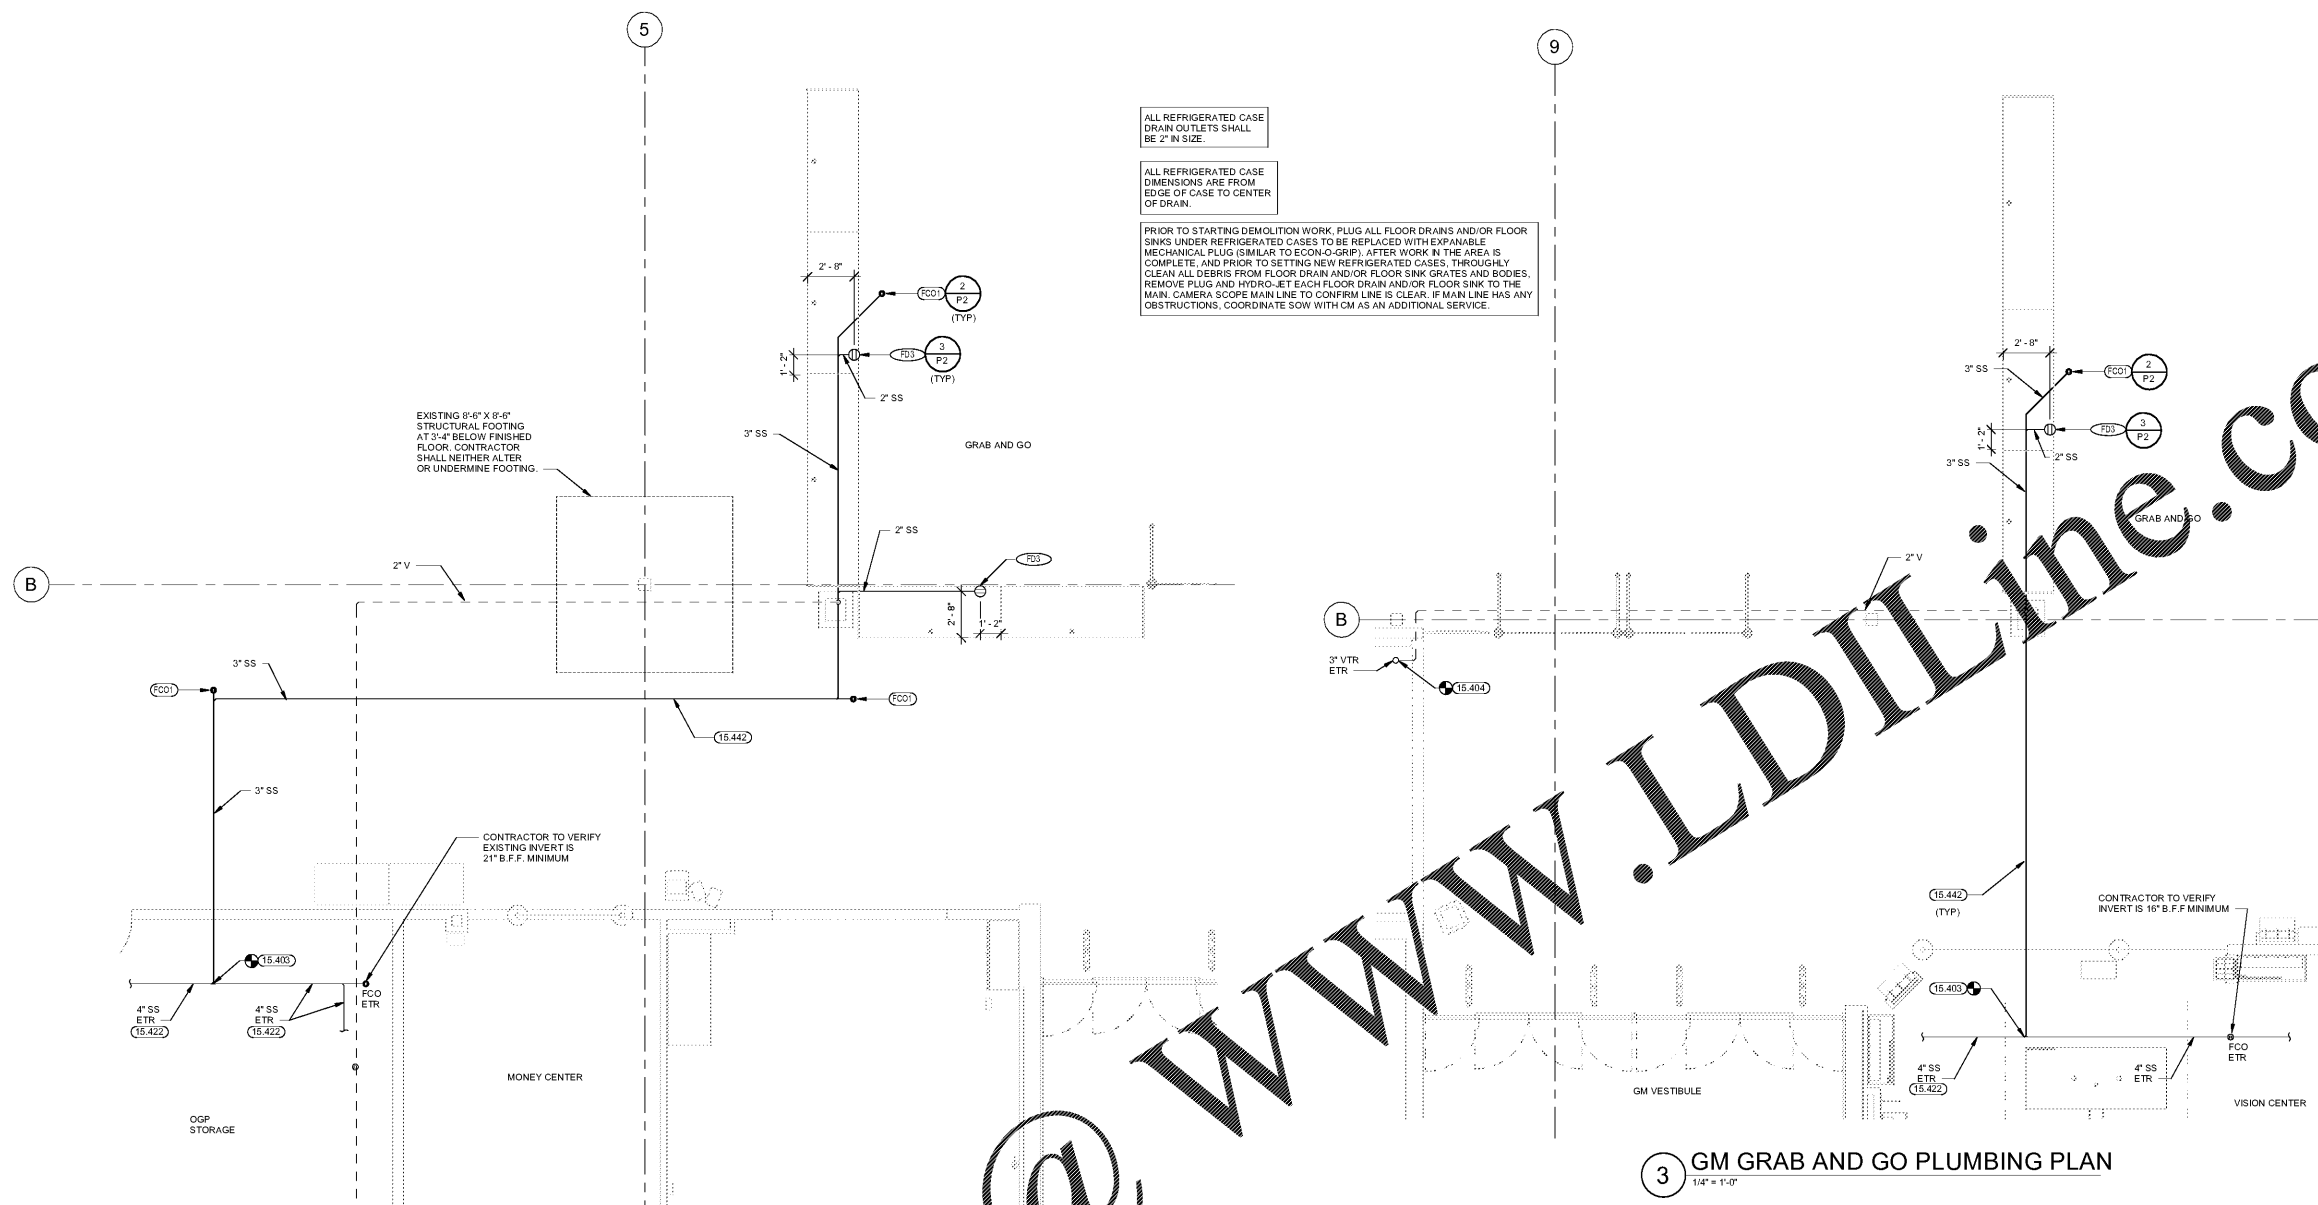 5
9
ALL REFRIGERATED CASE
DRAIN OUTLETS SHALL
BE 2" IN SIZE.
ALL REFRIGERATED CASE
DIMENSIONS ARE FROM
EDGE OF CASE TO CENTER
OF DRAIN.
PRIOR TO STARTING DEMOLITION WORK, PLUG ALL FLOOR DRAINS AND/OR FLOOR
SINKS UNDER REFRIGERATED CASES TO BE REPLACED WITH EXPANABLE
MECHANICAL PLUG (SIMILAR TO ECON-O-GRIP). AFTER WORK IN THE AREA IS
COMPLETE, AND PRIOR TO SETTING NEW REFRIGERATED CASES, THROUGHLY
CLEAN ALL DEBRIS FROM FLOOR DRAIN AND/OR FLOOR SINK GRATES AND BODIES,
REMOVE PLUG AND HYDRO-JET EACH FLOOR DRAIN AND/OR FLOOR SINK TO THE
MAIN. CAMERA SCOPE MAIN LINE TO CONFIRM LINE IS CLEAR. IF MAIN LINE HAS ANY
OBSTRUCTIONS, COORDINATE SOW WITH CM AS AN ADDITIONAL SERVICE.
2' - 8"
FCO1
2
P2
(TYP)
1' - 2"
FD3
3
P2
(TYP)
2" SS
EXISTING 8'-6" X 8'-6"
STRUCTURAL FOOTING
AT 3'-4" BELOW FINISHED
FLOOR. CONTRACTOR
SHALL NEITHER ALTER
OR UNDERMINE FOOTING.
3" SS
GRAB AND GO
2" SS
FD3
2" V
B
2' - 8"
1' - 2"
3" SS
FCO1
FCO1
15.442
3" SS
CONTRACTOR TO VERIFY
EXISTING INVERT IS
21" B.F.F. MINIMUM
15.403
FCO
ETR
4" SS
ETR
15.422
4" SS
ETR
15.422
MONEY CENTER
OGP
STORAGE
2' - 8"
3" SS
FCO1
2
P2
1' - 2"
FD3
3
P2
2" SS
3" SS
GRAB AND GO
2" V
B
3" VTR
ETR
15.404
15.442
(TYP)
CONTRACTOR TO VERIFY
INVERT IS 16" B.F.F MINIMUM
15.403
FCO
ETR
4" SS
ETR
15.422
4" SS
ETR
GM VESTIBULE
VISION CENTER
3
GM GRAB AND GO PLUMBING PLAN
1/4" = 1'-0"
@ www.LDILine.co